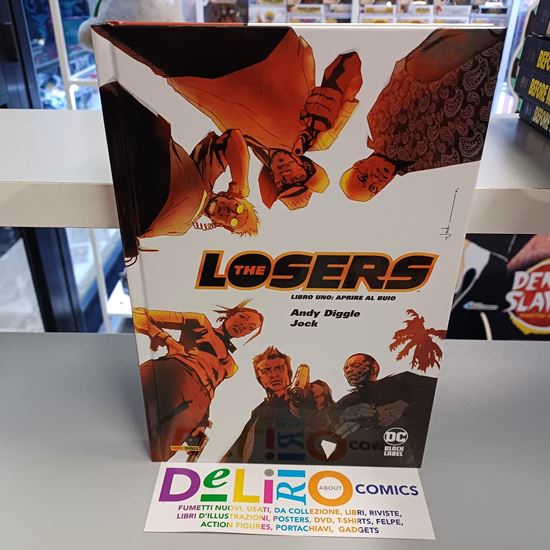 THE LOSERS
LIBRO UNO: APRIRE AL BUIO
Andy Diggle
Jock
DC
BLACK LABEL
DELIRIO ABOUT COMICS
FUMETTI NUOVI, USATI, DA COLLEZIONE, LIBRI, RIVISTE,
LIBRI D'ILLUSTRAZIONI, POSTERS, DVD, T-SHIRTS, FELPE,
ACTION FIGURES, PORTACHIAVI, GADGETS